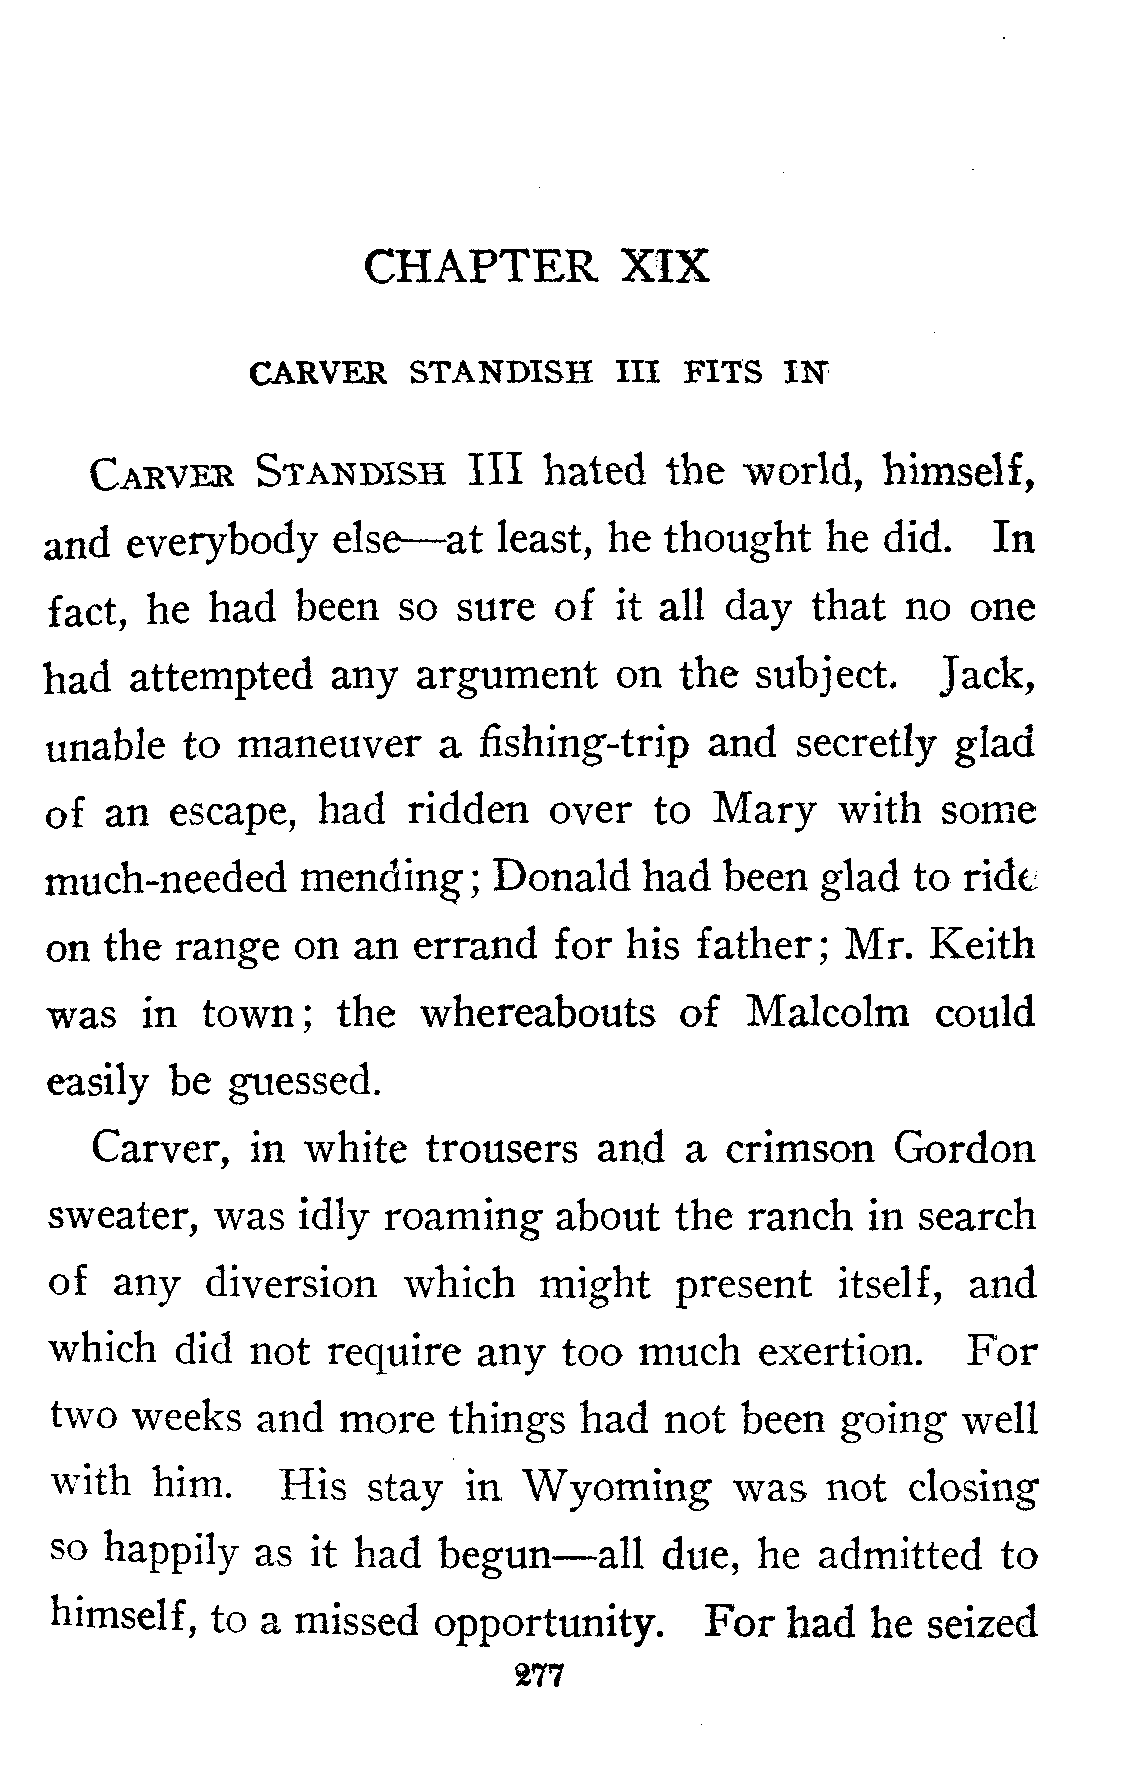 CHAPTER XIX
CARVER STANDISH III FITS IN
CARVER STANDISH III hated the world, himself,
and everybody else—at least, he thought he did. In
fact, he had been so sure of it all day that no one
had attempted any argument on the subject. Jack,
unable to maneuver a fishing-trip and secretly glad
of an escape, had ridden over to Mary with some
much-needed mending; Donald had been glad to ride
on the range on an errand for his father; Mr. Keith
was in town; the whereabouts of Malcolm could
easily be guessed.
Carver, in white trousers and a crimson Gordon
sweater, was idly roaming about the ranch in search
of any diversion which might present itself, and
which did not require any too much exertion. For
two weeks and more things had not been going well
with him. His stay in Wyoming was not closing
so happily as it had begun—all due, he admitted to
himself, to a missed opportunity. For had he seized
277